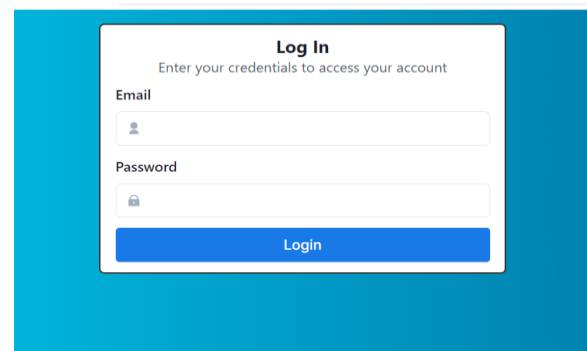 Log In
Enter your credentials to access your account
Email
Password
Login